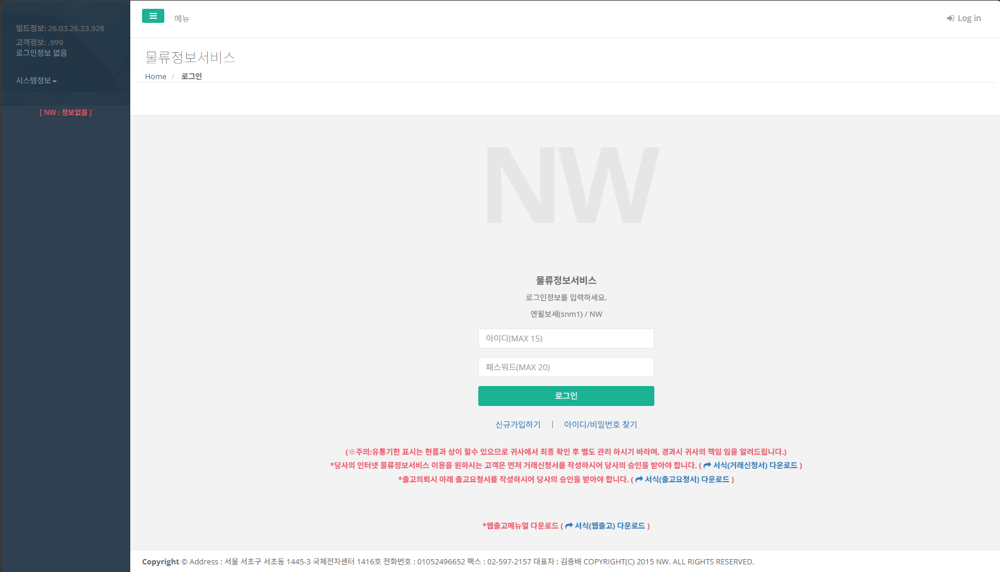 빌드정보: 26.03.26.23.928
고객정보: .999
로그인정보 없음
시스템정보
[ NW : 정보없음 ]
메뉴
Log in
물류정보서비스
Home / 로그인
NW
물류정보서비스
로그인정보를 입력하세요.
엔윌보세(snm1) / NW
아이디(MAX 15)
패스워드(MAX 20)
로그인
신규가입하기 | 아이디/비밀번호 찾기
(※주의:유통기한 표시는 현품과 상이 할수 있으므로 귀사에서 최종 확인 후 별도 관리 하시기 바라며, 경과시 귀사의 책임 임을 알려드립니다.)
*당사의 인터넷 물류정보서비스 이용을 원하시는 고객은 먼저 거래신청서를 작성하시어 당사의 승인을 받아야 합니다. ( 서식(거래신청서) 다운로드 )
*출고의뢰시 아래 출고요청서를 작성하시어 당사의 승인을 받아야 합니다. ( 서식(출고요청서) 다운로드 )
*웹출고메뉴얼 다운로드 ( 서식(웹출고) 다운로드 )
Copyright © Address : 서울 서초구 서초동 1445-3 국제전자센터 1416호 전화번호 : 01052496652 팩스 : 02-597-2157 대표자 : 김종배 COPYRIGHT(C) 2015 NW. ALL RIGHTS RESERVED.